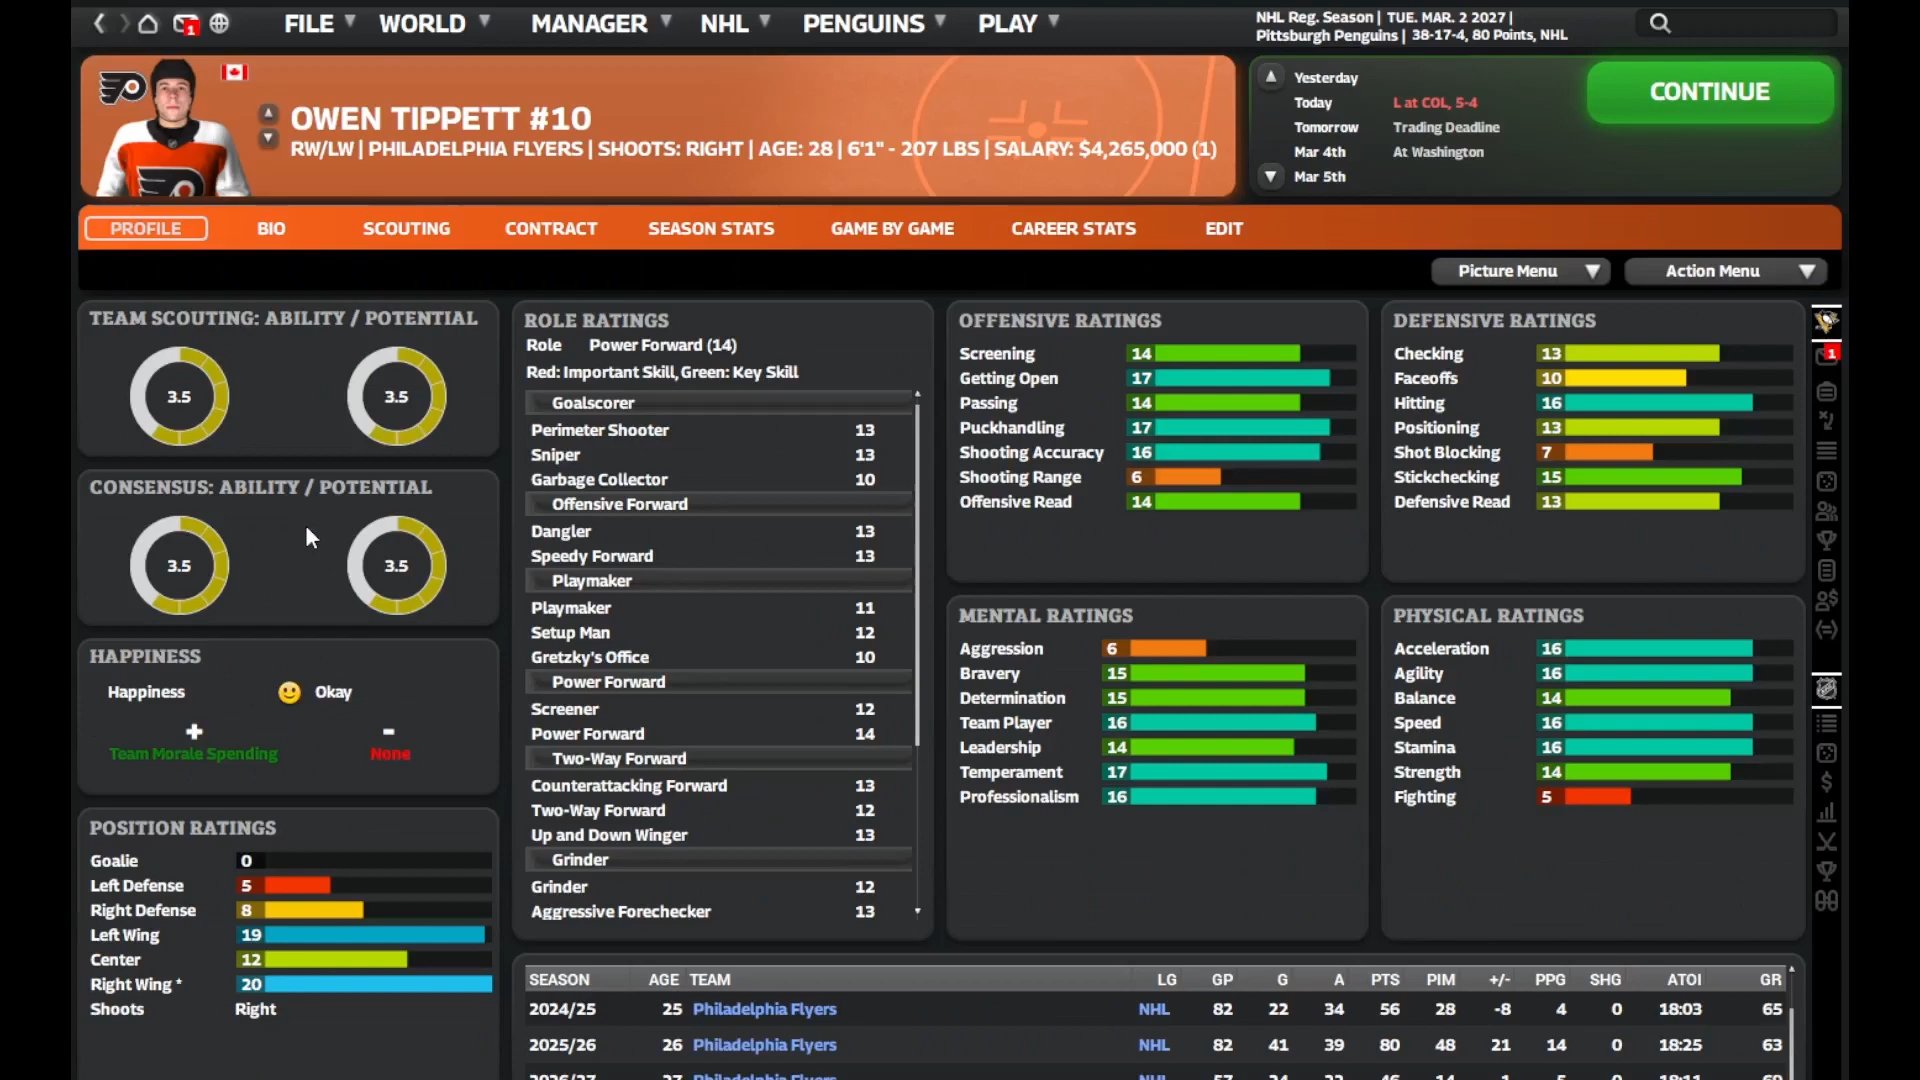 FILE WORLD MANAGER NHL PENGUINS PLAY
NHL Reg. Season | TUE. MAR. 2 2027 |
Pittsburgh Penguins | 38-17-4, 80 Points, NHL
1
OWEN TIPPETT #10
RW/LW | PHILADELPHIA FLYERS | SHOOTS: RIGHT | AGE: 28 | 6'1" - 207 LBS | SALARY: $4,265,000 (1)
Yesterday
Today L at COL, 5-4
Tomorrow Trading Deadline
Mar 4th At Washington
Mar 5th
CONTINUE
PROFILE BIO SCOUTING CONTRACT SEASON STATS GAME BY GAME CAREER STATS EDIT
Picture Menu Action Menu
TEAM SCOUTING: ABILITY / POTENTIAL
3.5 3.5
CONSENSUS: ABILITY / POTENTIAL
3.5 3.5
HAPPINESS
Happiness Okay
+ -
Team Morale Spending None
POSITION RATINGS
Goalie 0
Left Defense 5
Right Defense 8
Left Wing 19
Center 12
Right Wing * 20
Shoots Right
ROLE RATINGS
Role Power Forward (14)
Red: Important Skill, Green: Key Skill
Goalscorer
Perimeter Shooter 13
Sniper 13
Garbage Collector 10
Offensive Forward
Dangler 13
Speedy Forward 13
Playmaker
Playmaker 11
Setup Man 12
Gretzky's Office 10
Power Forward
Screener 12
Power Forward 14
Two-Way Forward
Counterattacking Forward 13
Two-Way Forward 12
Up and Down Winger 13
Grinder
Grinder 12
Aggressive Forechecker 13
OFFENSIVE RATINGS
Screening 14
Getting Open 17
Passing 14
Puckhandling 17
Shooting Accuracy 16
Shooting Range 6
Offensive Read 14
DEFENSIVE RATINGS
Checking 13
Faceoffs 10
Hitting 16
Positioning 13
Shot Blocking 7
Stickchecking 15
Defensive Read 13
MENTAL RATINGS
Aggression 6
Bravery 15
Determination 15
Team Player 16
Leadership 14
Temperament 17
Professionalism 16
PHYSICAL RATINGS
Acceleration 16
Agility 16
Balance 14
Speed 16
Stamina 16
Strength 14
Fighting 5
1
SEASON AGE TEAM LG GP G A PTS PIM +/- PPG SHG ATOI GR
2024/25 25 Philadelphia Flyers NHL 82 22 34 56 28 -8 4 0 18:03 65
2025/26 26 Philadelphia Flyers NHL 82 41 39 80 48 21 14 0 18:25 63